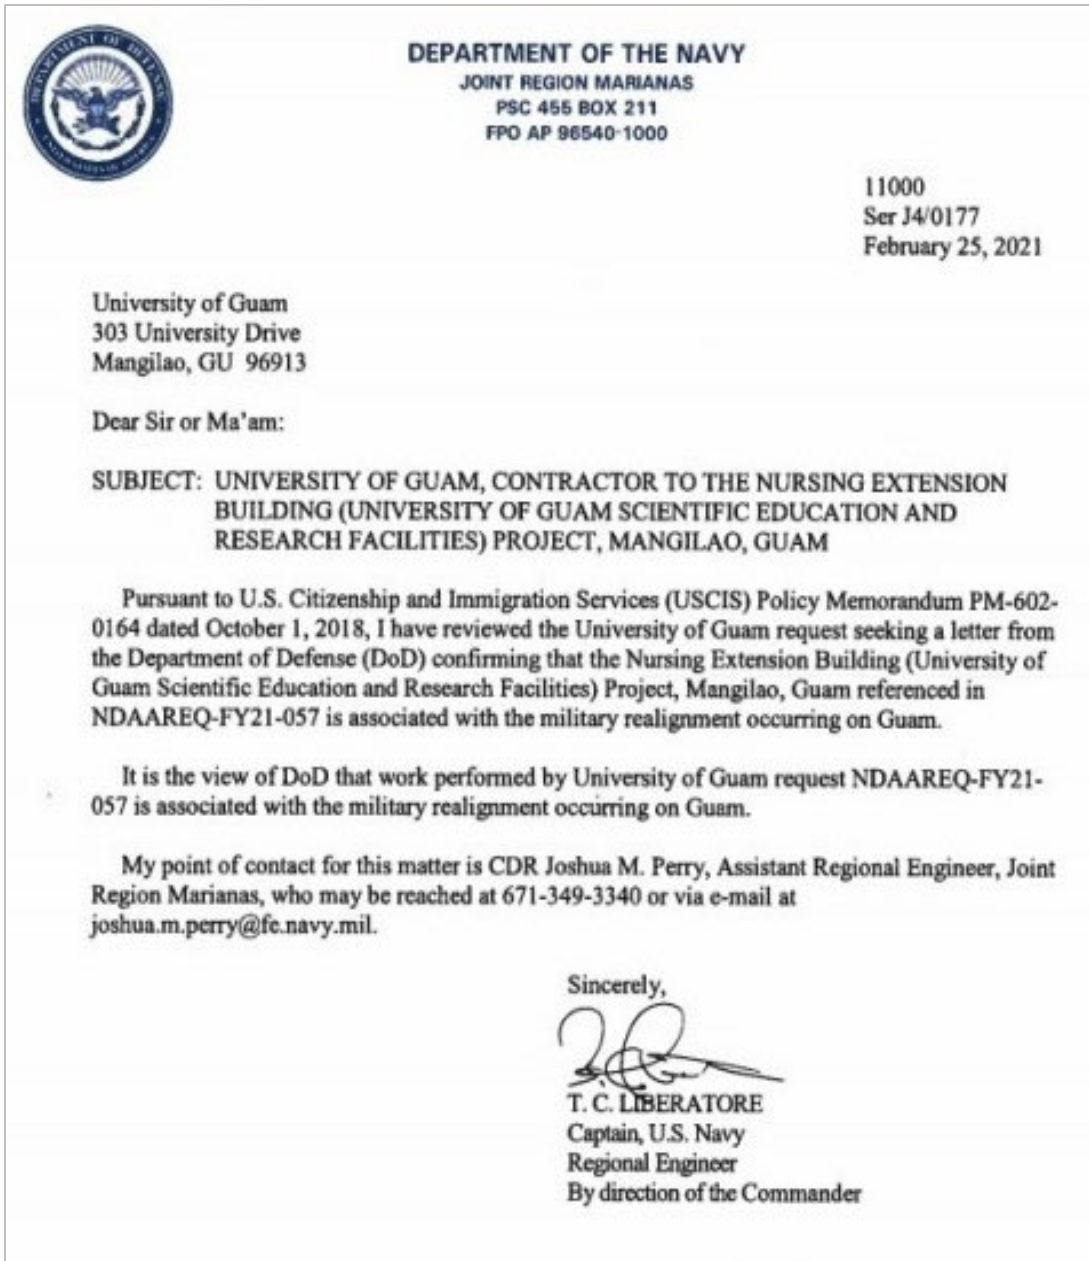 DEPARTMENT OF DEFENSE
UNITED STATES OF AMERICA
DEPARTMENT OF THE NAVY
JOINT REGION MARIANAS
PSC 455 BOX 211
FPO AP 96540-1000
11000
Ser J4/0177
February 25, 2021
University of Guam
303 University Drive
Mangilao, GU 96913
Dear Sir or Ma'am:
SUBJECT: UNIVERSITY OF GUAM, CONTRACTOR TO THE NURSING EXTENSION
BUILDING (UNIVERSITY OF GUAM SCIENTIFIC EDUCATION AND
RESEARCH FACILITIES) PROJECT, MANGILAO, GUAM
Pursuant to U.S. Citizenship and Immigration Services (USCIS) Policy Memorandum PM-602-
0164 dated October 1, 2018, I have reviewed the University of Guam request seeking a letter from
the Department of Defense (DoD) confirming that the Nursing Extension Building (University of
Guam Scientific Education and Research Facilities) Project, Mangilao, Guam referenced in
NDAAREQ-FY21-057 is associated with the military realignment occurring on Guam.
It is the view of DoD that work performed by University of Guam request NDAAREQ-FY21-
057 is associated with the military realignment occurring on Guam.
My point of contact for this matter is CDR Joshua M. Perry, Assistant Regional Engineer, Joint
Region Marianas, who may be reached at 671-349-3340 or via e-mail at
joshua.m.perry@fe.navy.mil.
Sincerely,
T. C. LIBERATORE
Captain, U.S. Navy
Regional Engineer
By direction of the Commander